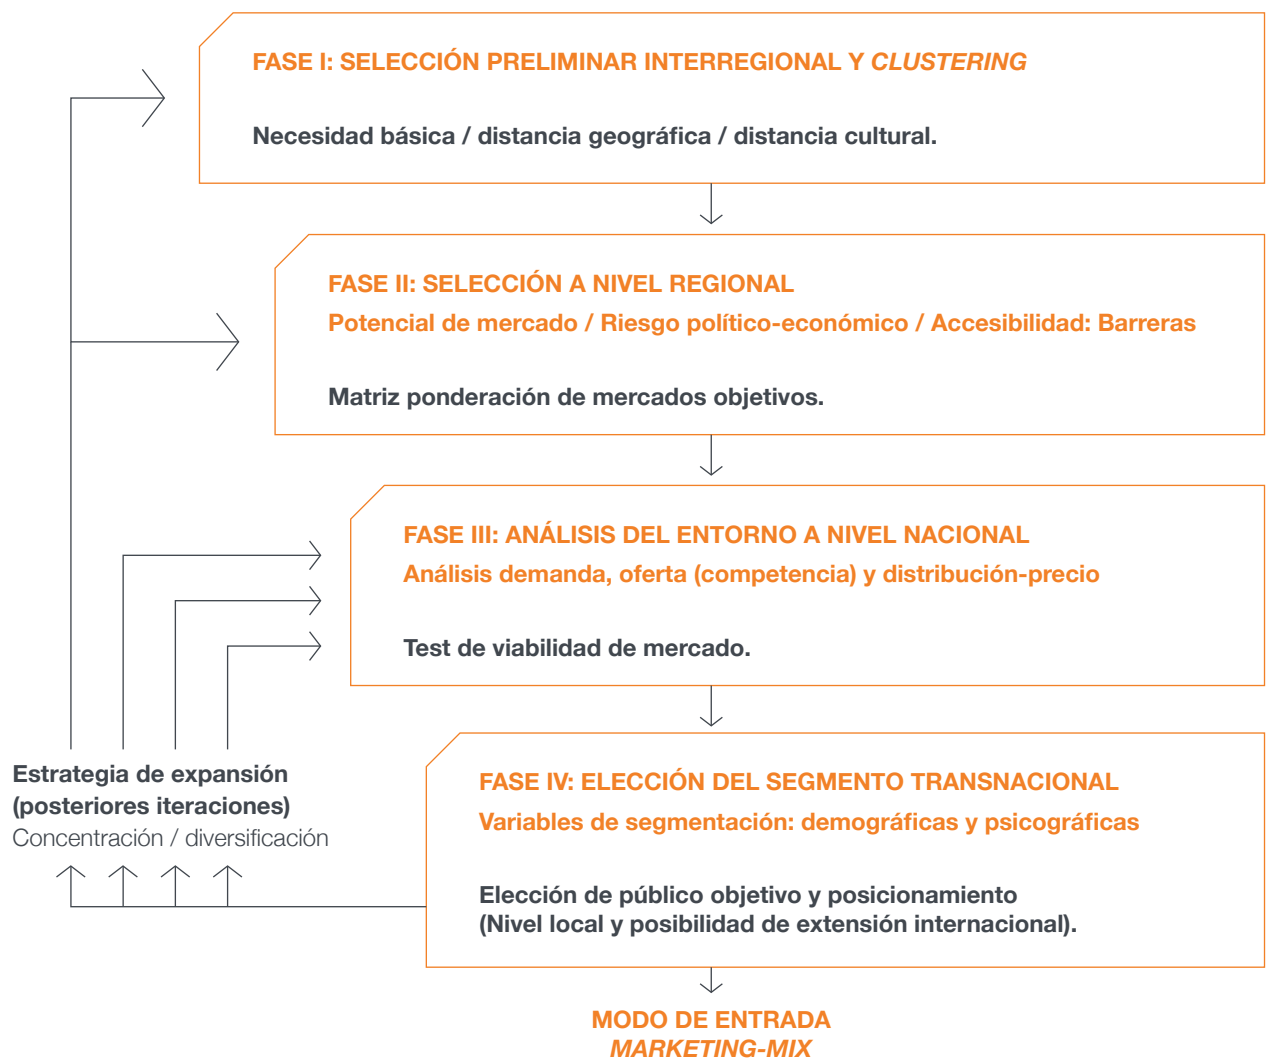 FASE I: SELECCIÓN PRELIMINAR INTERREGIONAL Y CLUSTERING
Necesidad básica / distancia geográfica / distancia cultural.
FASE II: SELECCIÓN A NIVEL REGIONAL
Potencial de mercado / Riesgo político-económico / Accesibilidad: Barreras
Matriz ponderación de mercados objetivos.
FASE III: ANÁLISIS DEL ENTORNO A NIVEL NACIONAL
Análisis demanda, oferta (competencia) y distribución-precio
Test de viabilidad de mercado.
Estrategia de expansión
(posteriores iteraciones)
Concentración / diversificación
FASE IV: ELECCIÓN DEL SEGMENTO TRANSNACIONAL
Variables de segmentación: demográficas y psicográficas
Elección de público objetivo y posicionamiento
(Nivel local y posibilidad de extensión internacional).
MODO DE ENTRADA
MARKETING-MIX